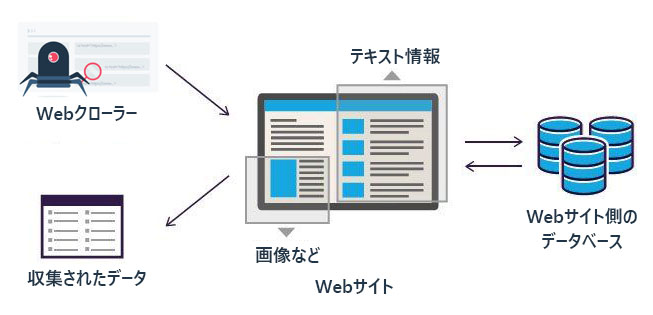 テキスト情報
Webクローラー
Webサイト側の
データベース
画像など
収集されたデータ
Webサイト